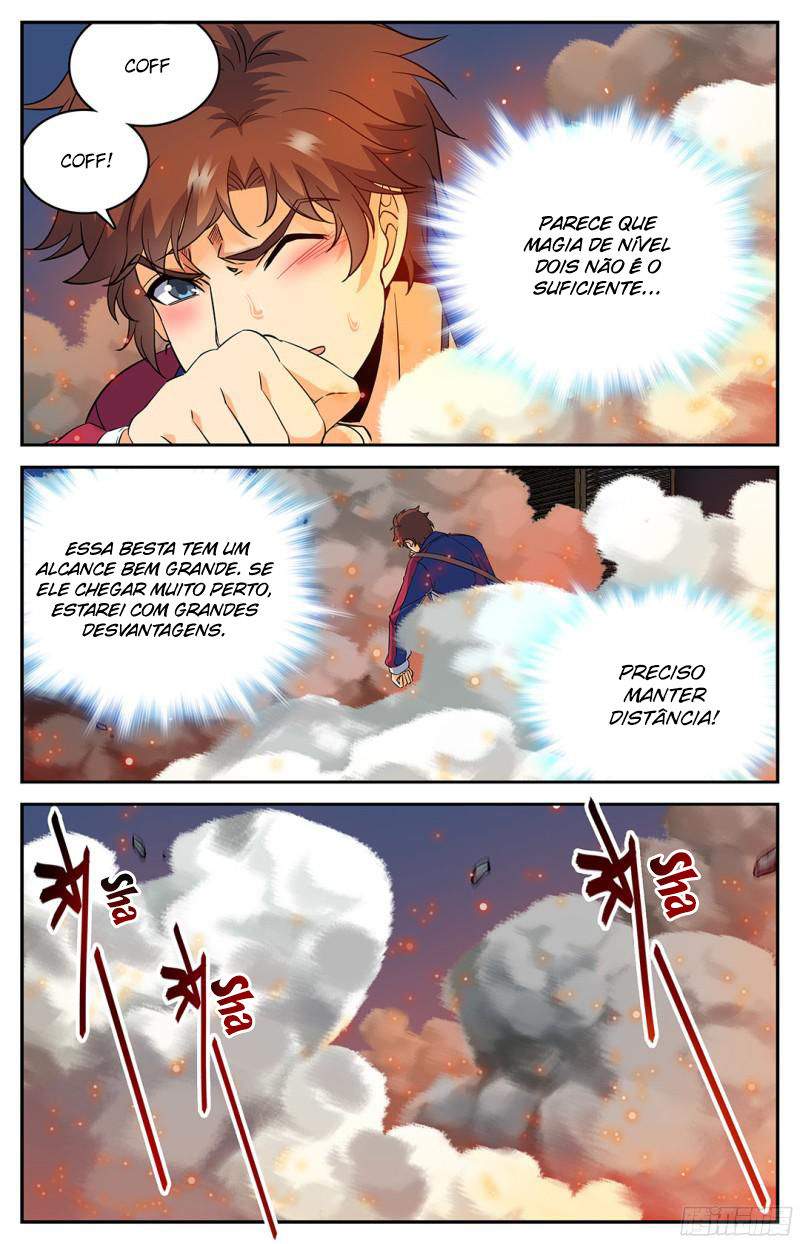 COFF
COFF!
PARECE QUE
MAGIA DE NÍVEL
DOIS NÃO É O
SUFICIENTE...
ESSA BESTA TEM UM
ALCANCE BEM GRANDE. SE
ELE CHEGAR MUITO PERTO,
ESTAREI COM GRANDES
DESVANTAGENS.
PRECISO
MANTER
DISTÂNCIA!
Sha
Sha
Sha